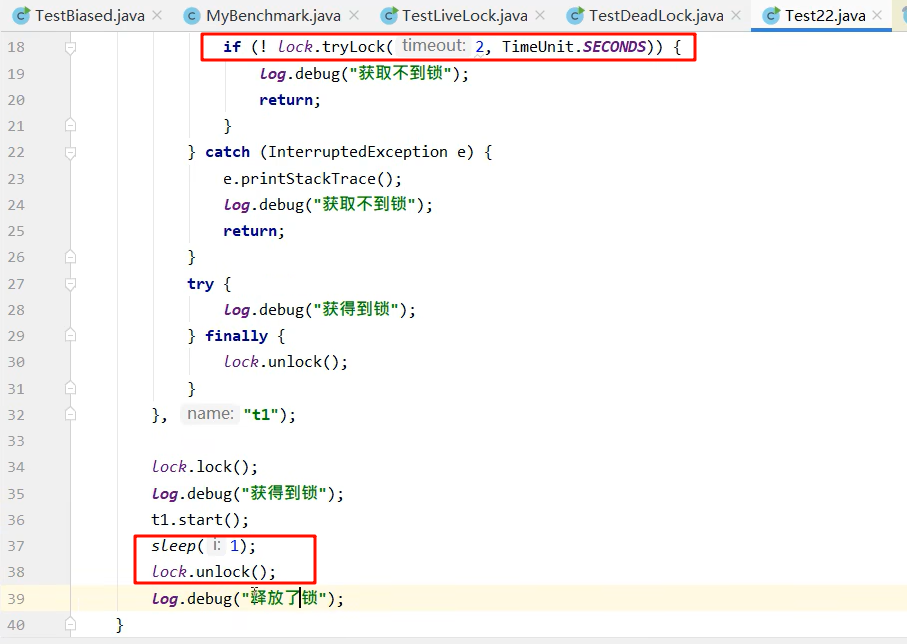 TestBiased.java × MyBenchmark.java × TestLiveLock.java × TestDeadLock.java × Test22.java ×
18 if (! lock.tryLock( timeout: 2, TimeUnit.SECONDS)) {
19 log.debug("获取不到锁");
20 return;
21 }
22 } catch (InterruptedException e) {
23 e.printStackTrace();
24 log.debug("获取不到锁");
25 return;
26 }
27 try {
28 log.debug("获得到锁");
29 } finally {
30 lock.unlock();
31 }
32 }, name: "t1");
33
34 lock.lock();
35 log.debug("获得到锁");
36 t1.start();
37 sleep( i: 1);
38 lock.unlock();
39 log.debug("释放了锁");
40 }